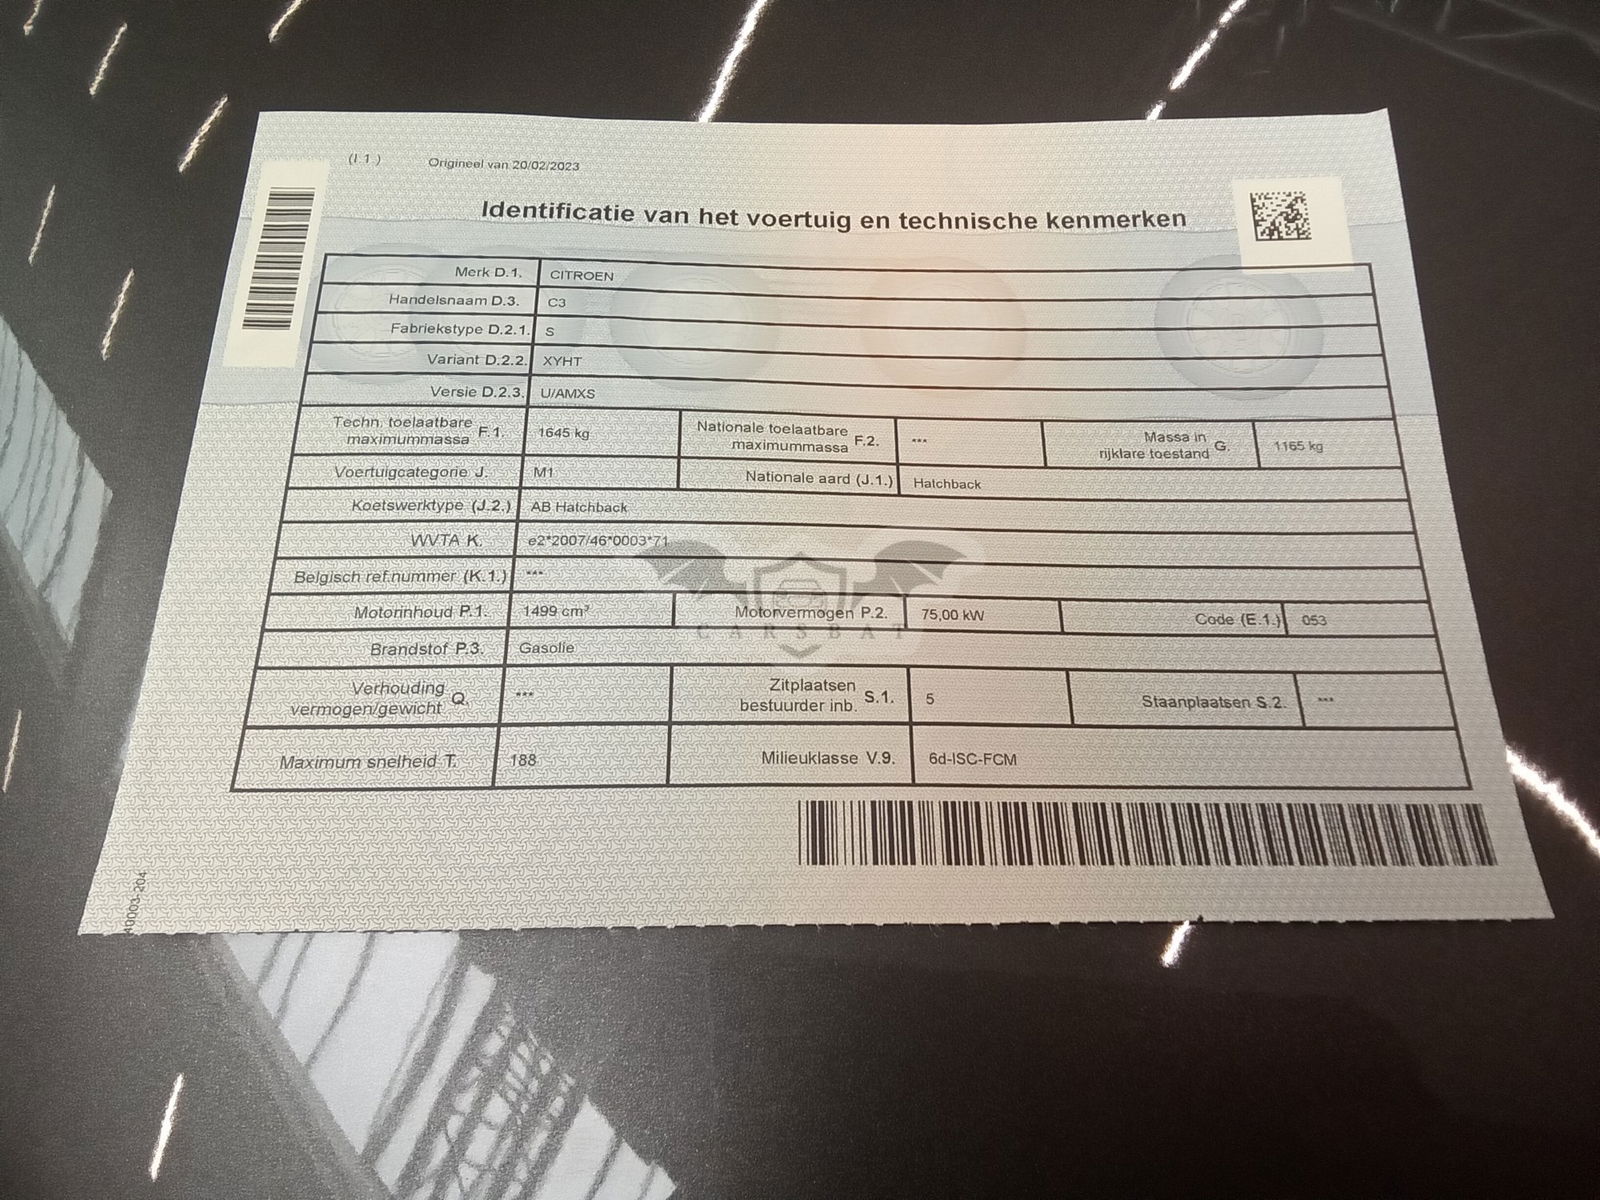 (I.1) Origineel van 20/02/2023
Identificatie van het voertuig en technische kenmerken
Merk D.1. CITROEN
Handelsnaam D.3. C3
Fabriekstype D.2.1. S
Variant D.2.2. XYHT
Versie D.2.3. U/AMXS
Techn. toelaatbare maximummassa F.1. 1645 kg Nationale toelaatbare maximummassa F.2. *** Massa in rijklare toestand G. 1165 kg
Voertuigcategorie J. M1 Nationale aard (J.1.) Hatchback
Koetswerktype (J.2.) AB Hatchback
WVTA K. e2*2007/46*0003*71
Belgisch ref.nummer (K.1.) ***
Motorinhoud P.1. 1499 cm³ Motorvermogen P.2. 75,00 kW Code (E.1.) 053
CARSBAT
Brandstof P.3. Gasolie
Verhouding vermogen/gewicht Q. *** Zitplaatsen bestuurder inb. S.1. 5 Staanplaatsen S.2. ***
Maximum snelheid T. 188 Milieuklasse V.9. 6d-ISC-FCM